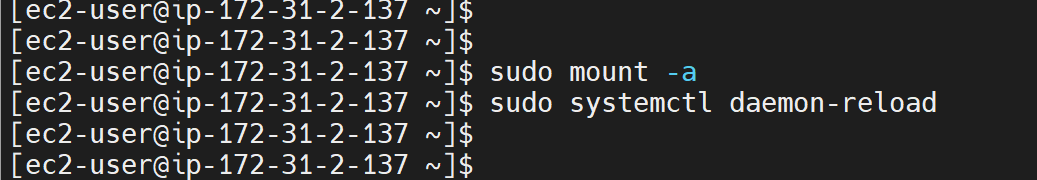 [ec2-user@ip-172-31-2-137 ~]$
[ec2-user@ip-172-31-2-137 ~]$
[ec2-user@ip-172-31-2-137 ~]$ sudo mount -a
[ec2-user@ip-172-31-2-137 ~]$ sudo systemctl daemon-reload
[ec2-user@ip-172-31-2-137 ~]$
[ec2-user@ip-172-31-2-137 ~]$